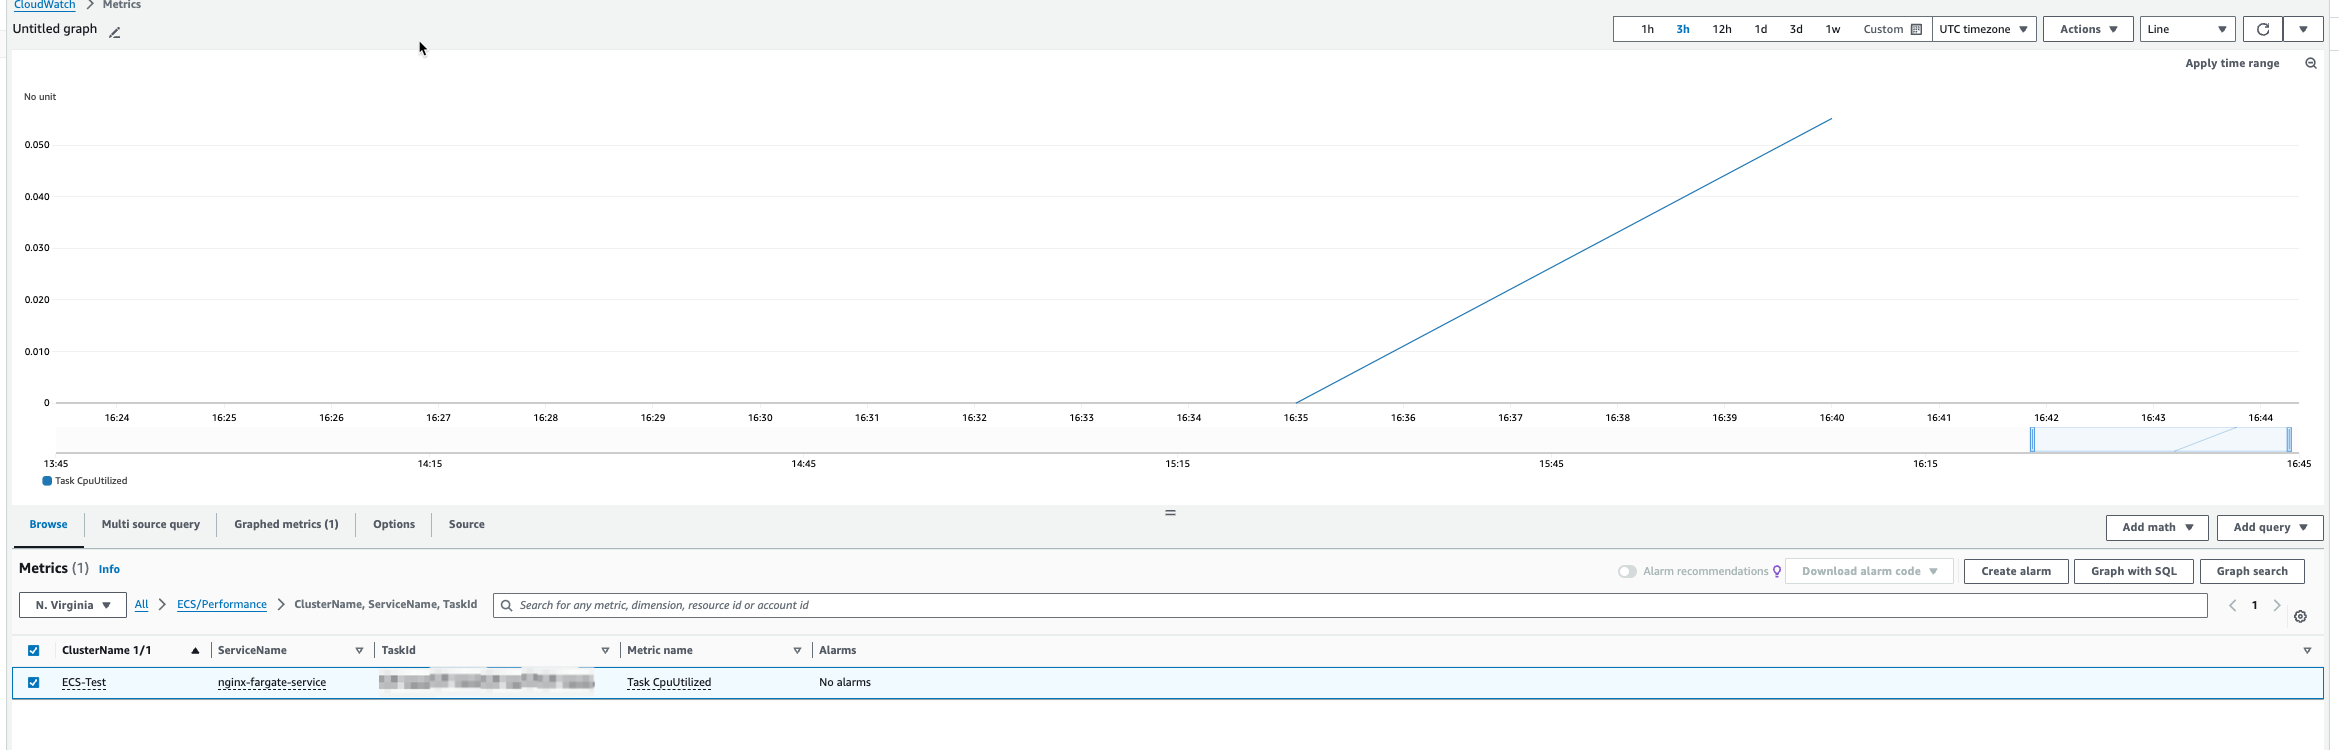 CloudWatch > Metrics
Untitled graph
1h 3h 12h 1d 3d 1w Custom UTC timezone Actions Line
Apply time range
No unit
0.050
0.040
0.030
0.020
0.010
0
16:24 16:25 16:26 16:27 16:28 16:29 16:30 16:31 16:32 16:33 16:34 16:35 16:36 16:37 16:38 16:39 16:40 16:41 16:42 16:43 16:44
13:45 14:15 14:45 15:15 15:45 16:15 16:45
Task CpuUtilized
Browse Multi source query Graphed metrics (1) Options Source Add math Add query
Metrics (1) Info Alarm recommendations Download alarm code Create alarm Graph with SQL Graph search
N. Virginia All > ECS/Performance > ClusterName, ServiceName, TaskId Search for any metric, dimension, resource id or account id 1
ClusterName 1/1 ServiceName TaskId Metric name Alarms
ECS-Test nginx-fargate-service Task CpuUtilized No alarms